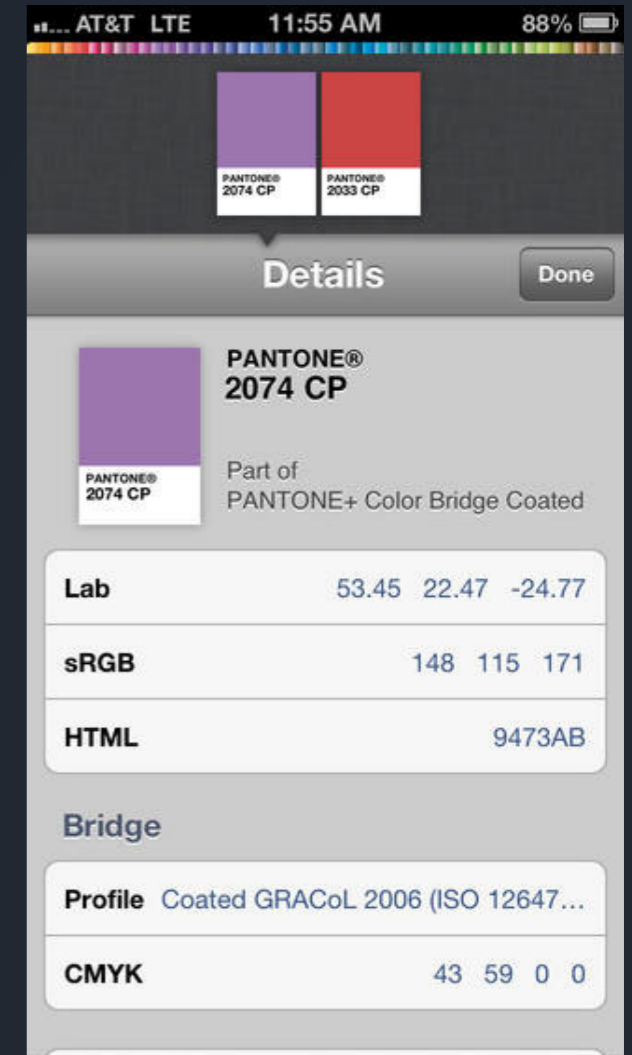 AT&T LTE 11:55 AM 88%
PANTONE® PANTONE®
2074 CP 2033 CP
Details Done
PANTONE®
2074 CP
PANTONE®
2074 CP
Part of
PANTONE+ Color Bridge Coated
Lab 53.45 22.47 -24.77
sRGB 148 115 171
HTML 9473AB
Bridge
Profile Coated GRACoL 2006 (ISO 12647...
CMYK 43 59 0 0